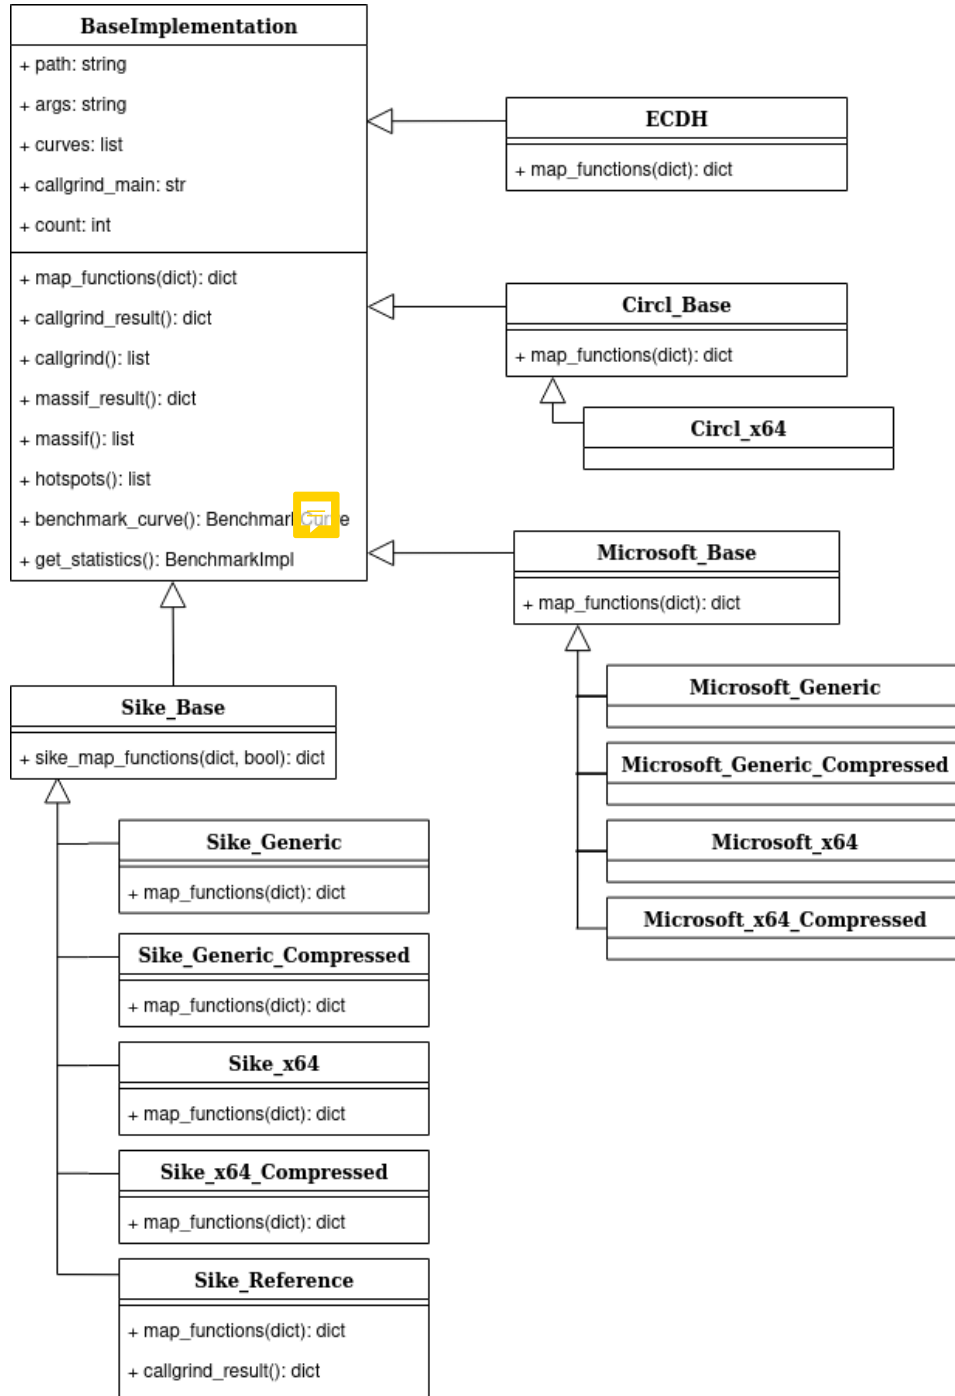 BaseImplementation
+ path: string
+ args: string
+ curves: list
+ callgrind_main: str
+ count: int
+ map_functions(dict): dict
+ callgrind_result(): dict
+ callgrind(): list
+ massif_result(): dict
+ massif(): list
+ hotspots(): list
+ benchmark_curve(): BenchmarkCurve
+ get_statistics(): BenchmarkImpl
ECDH
+ map_functions(dict): dict
Circl_Base
+ map_functions(dict): dict
Circl_x64
Microsoft_Base
+ map_functions(dict): dict
Microsoft_Generic
Microsoft_Generic_Compressed
Microsoft_x64
Microsoft_x64_Compressed
Sike_Base
+ sike_map_functions(dict, bool): dict
Sike_Generic
+ map_functions(dict): dict
Sike_Generic_Compressed
+ map_functions(dict): dict
Sike_x64
+ map_functions(dict): dict
Sike_x64_Compressed
+ map_functions(dict): dict
Sike_Reference
+ map_functions(dict): dict
+ callgrind_result(): dict